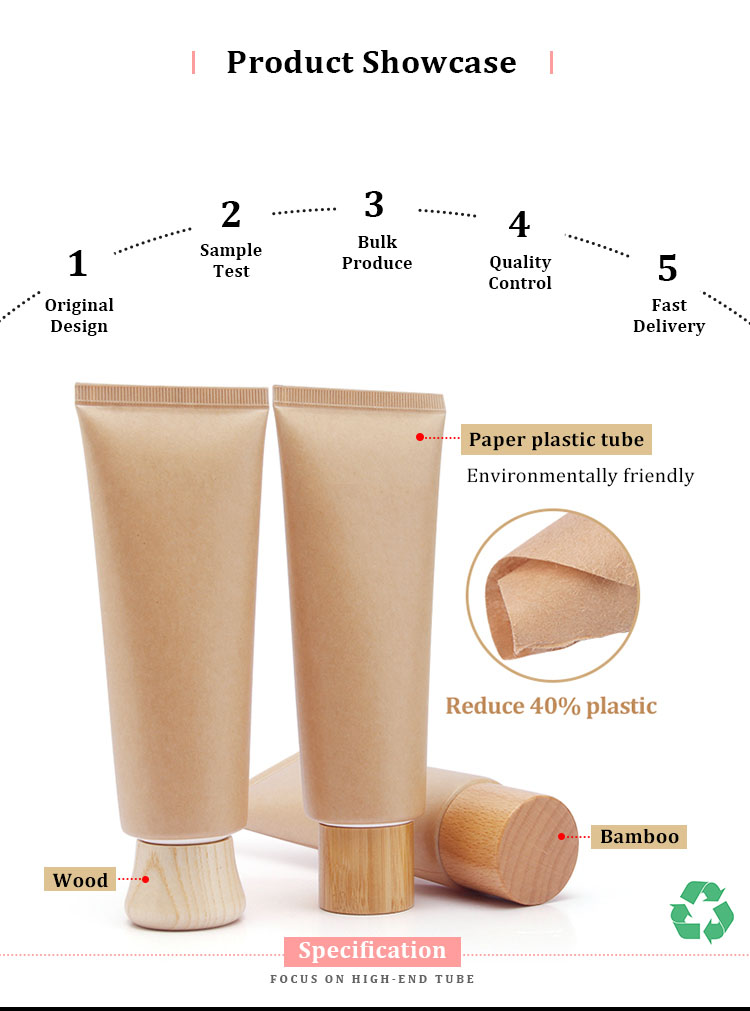 Product Showcase
1
Original
Design
2
Sample
Test
3
Bulk
Produce
4
Quality
Control
5
Fast
Delivery
Paper plastic tube
Environmentally friendly
Reduce 40% plastic
Bamboo
Wood
Specification
FOCUS ON HIGH-END TUBE